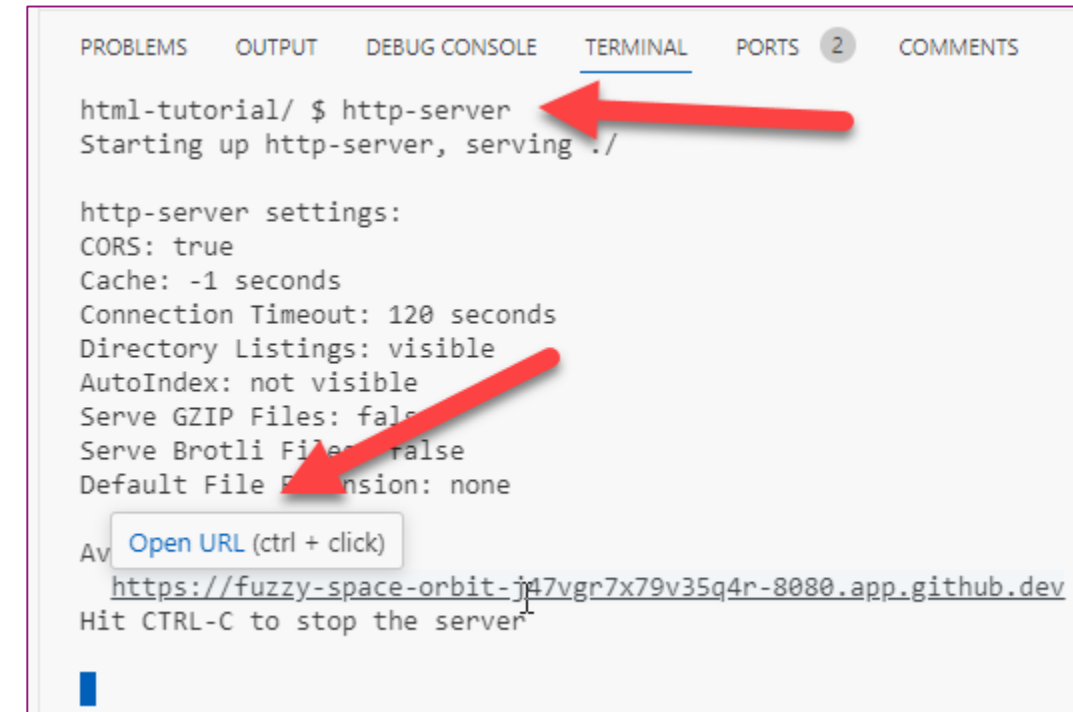 PROBLEMS OUTPUT DEBUG CONSOLE TERMINAL PORTS 2 COMMENTS
html-tutorial/ $ http-server
Starting up http-server, serving ./
http-server settings:
CORS: true
Cache: -1 seconds
Connection Timeout: 120 seconds
Directory Listings: visible
AutoIndex: not visible
Serve GZIP Files: false
Serve Brotli Files: false
Default File Extension: none
Av
Open URL (ctrl + click)
https://fuzzy-space-orbit-j47vgr7x79v35q4r-8080.app.github.dev
Hit CTRL-C to stop the server